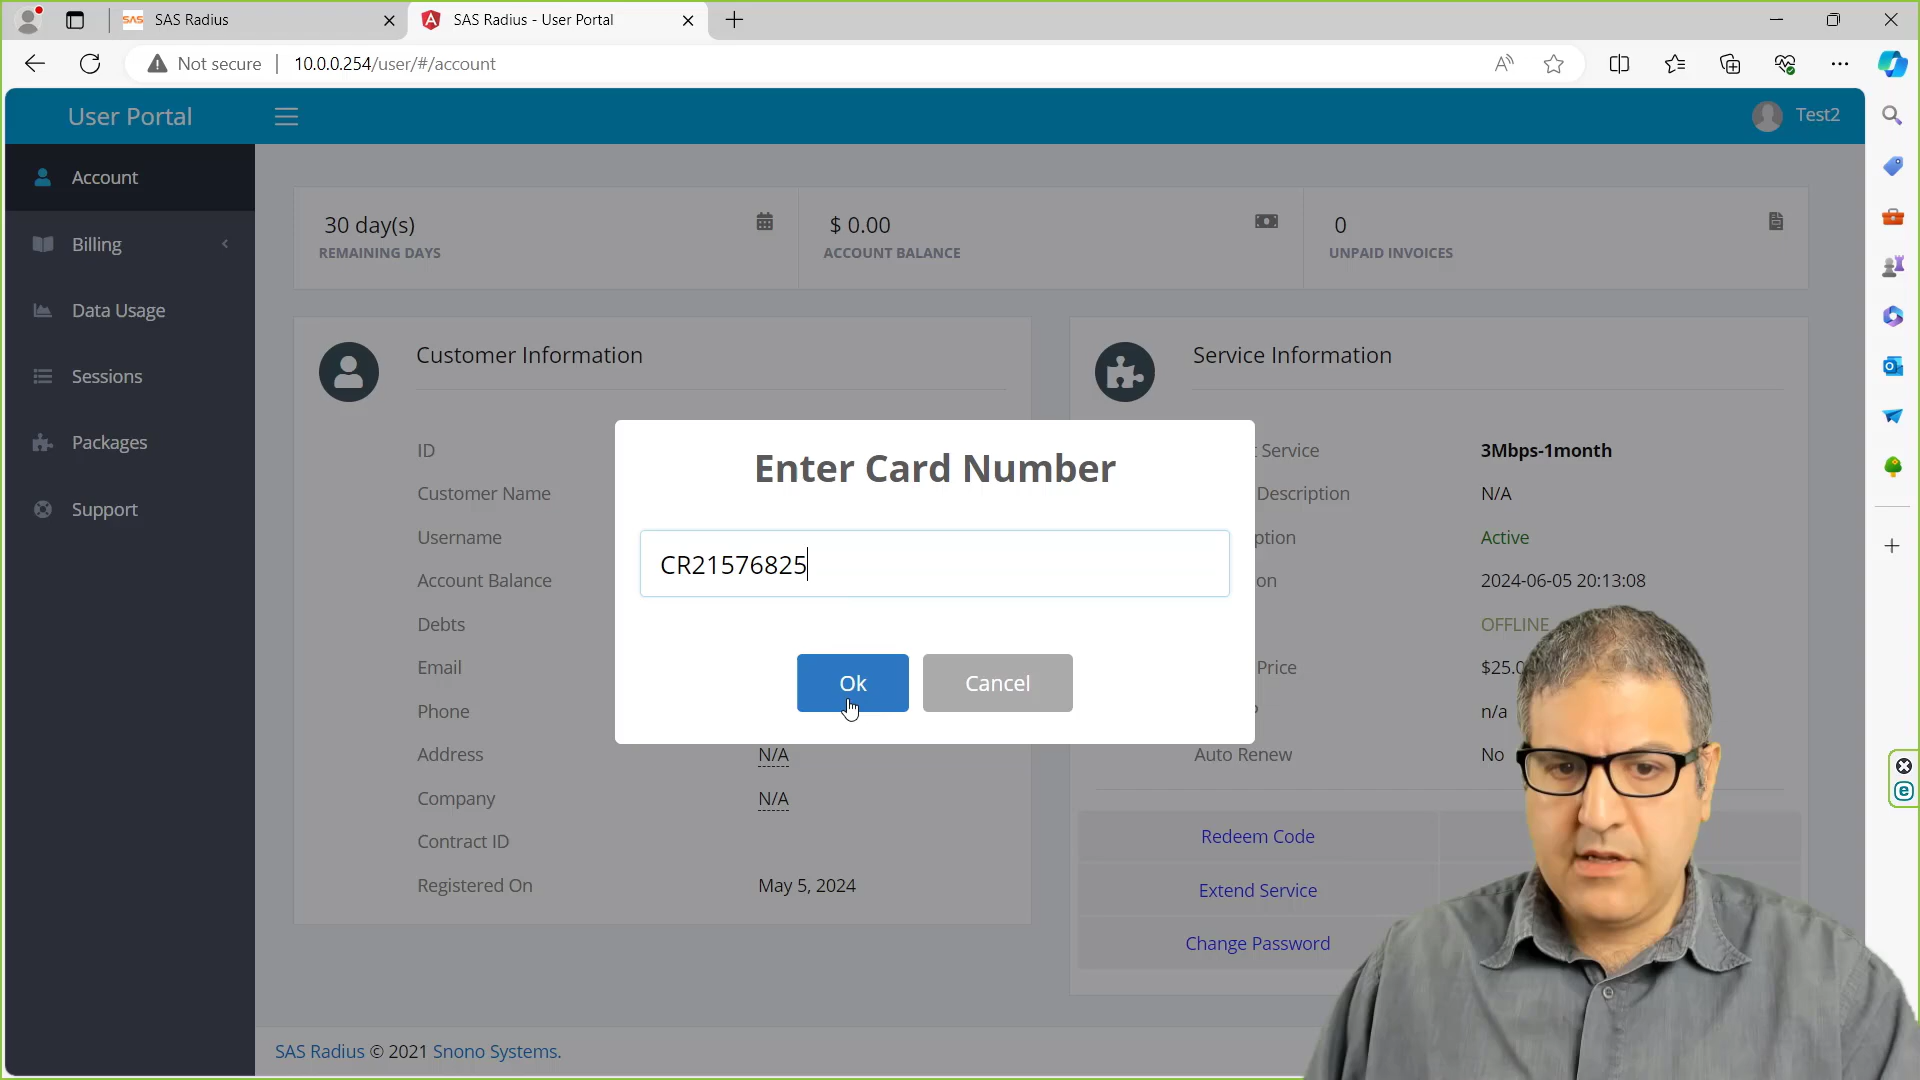 SAS Radius
SAS Radius - User Portal
Not secure
10.0.0.254/user/#/account
User Portal
Test2
Account
Billing
Data Usage
Sessions
Packages
Support
30 day(s)
REMAINING DAYS
$ 0.00
ACCOUNT BALANCE
0
UNPAID INVOICES
Customer Information
ID
Customer Name
Username
Account Balance
Debts
Email
Phone
Address N/A
Company N/A
Contract ID
Registered On May 5, 2024
Enter Card Number
CR21576825
Ok
Cancel
Service Information
Service 3Mbps-1month
Description N/A
Active
2024-06-05 20:13:08
OFFLINE
Price
n/a
Auto Renew No
Redeem Code
Extend Service
Change Password
SAS Radius © 2021 Snono Systems.